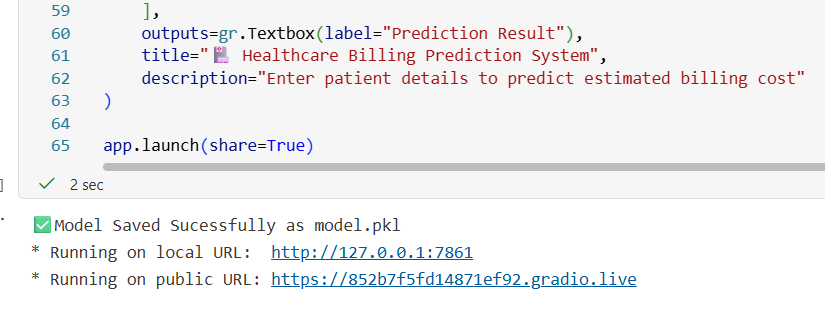 59 ],
60 outputs=gr.Textbox(label="Prediction Result"),
61 title="🏥 Healthcare Billing Prediction System",
62 description="Enter patient details to predict estimated billing cost"
63 )
64
65 app.launch(share=True)
] ✓ 2 sec
✅Model Saved Sucessfully as model.pkl
* Running on local URL: http://127.0.0.1:7861
* Running on public URL: https://852b7f5fd14871ef92.gradio.live